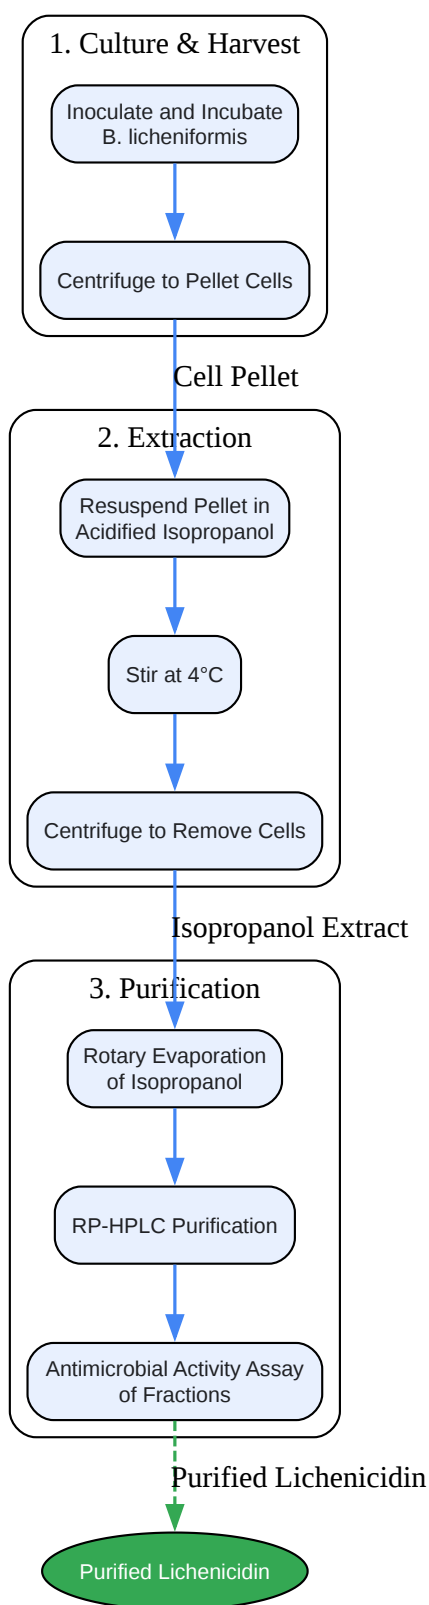 1. Culture & Harvest
Inoculate and Incubate
B. licheniformis
Centrifuge to Pellet Cells
Cell Pellet
2. Extraction
Resuspend Pellet in
Acidified Isopropanol
Stir at 4°C
Centrifuge to Remove Cells
Isopropanol Extract
3. Purification
Rotary Evaporation
of Isopropanol
RP-HPLC Purification
Antimicrobial Activity Assay
of Fractions
Purified Lichenicidin
Purified Lichenicidin